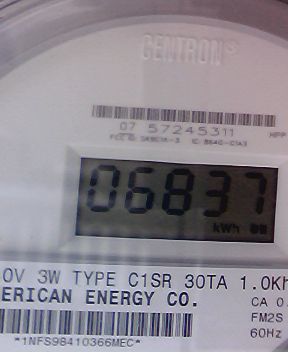 CENTRON®
07 57245311
HPP
06837
kWh
0V 3W TYPE C1SR 30TA 1.0Kh
ERICAN ENERGY CO.
CA 0.
FM2S
60Hz
*1NFS98410366MEC*